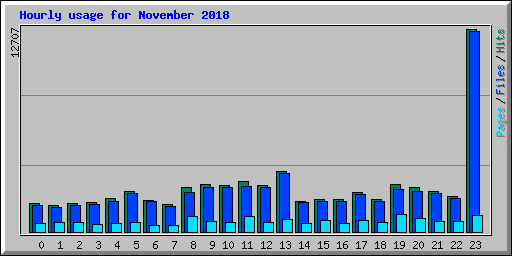 Hourly usage for November 2018
12707
Pages/Files/Hits
0 1 2 3 4 5 6 7 8 9 10 11 12 13 14 15 16 17 18 19 20 21 22 23